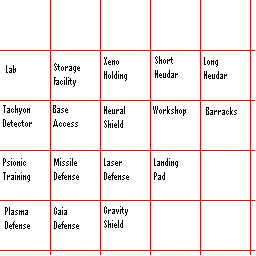 Lab
Storage
Facility
Xeno
Holding
Short
Neudar
Long
Neudar
Tachyon
Detector
Base
Access
Neural
Shield
Workshop
Barracks
Psionic
Training
Missile
Defense
Laser
Defense
Landing
Pad
Plasma
Defense
Gaia
Defense
Gravity
Shield